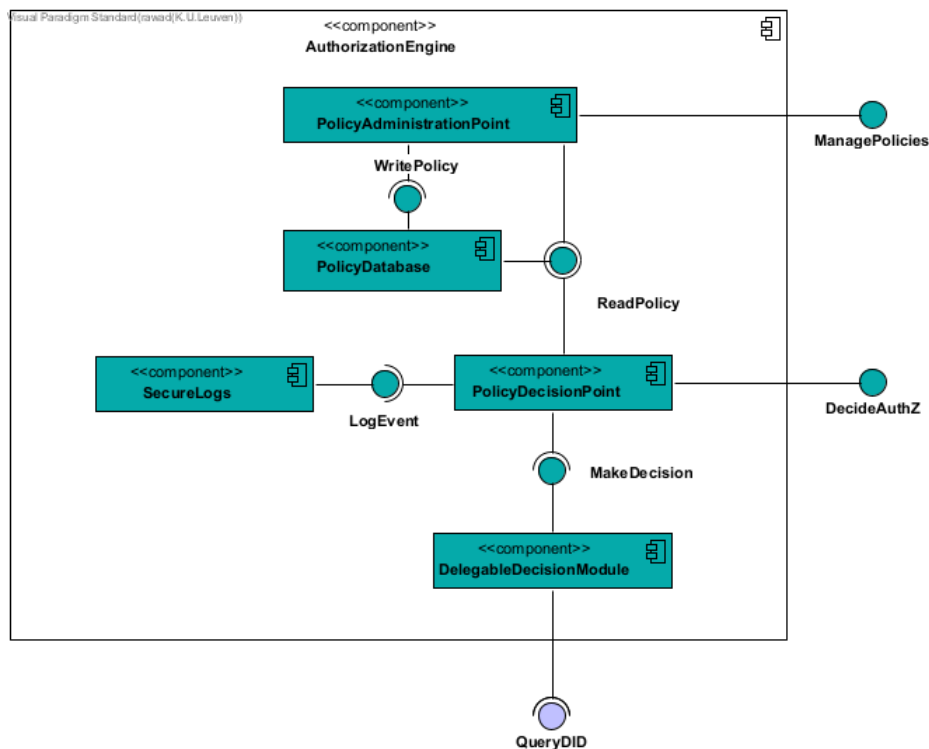 Visual Paradigm Standard(rawad(K.U.Leuven))
<<component>>
AuthorizationEngine
<<component>>
PolicyAdministrationPoint
ManagePolicies
WritePolicy
<<component>>
PolicyDatabase
ReadPolicy
<<component>>
SecureLogs
LogEvent
<<component>>
PolicyDecisionPoint
DecideAuthZ
MakeDecision
<<component>>
DelegableDecisionModule
QueryDID